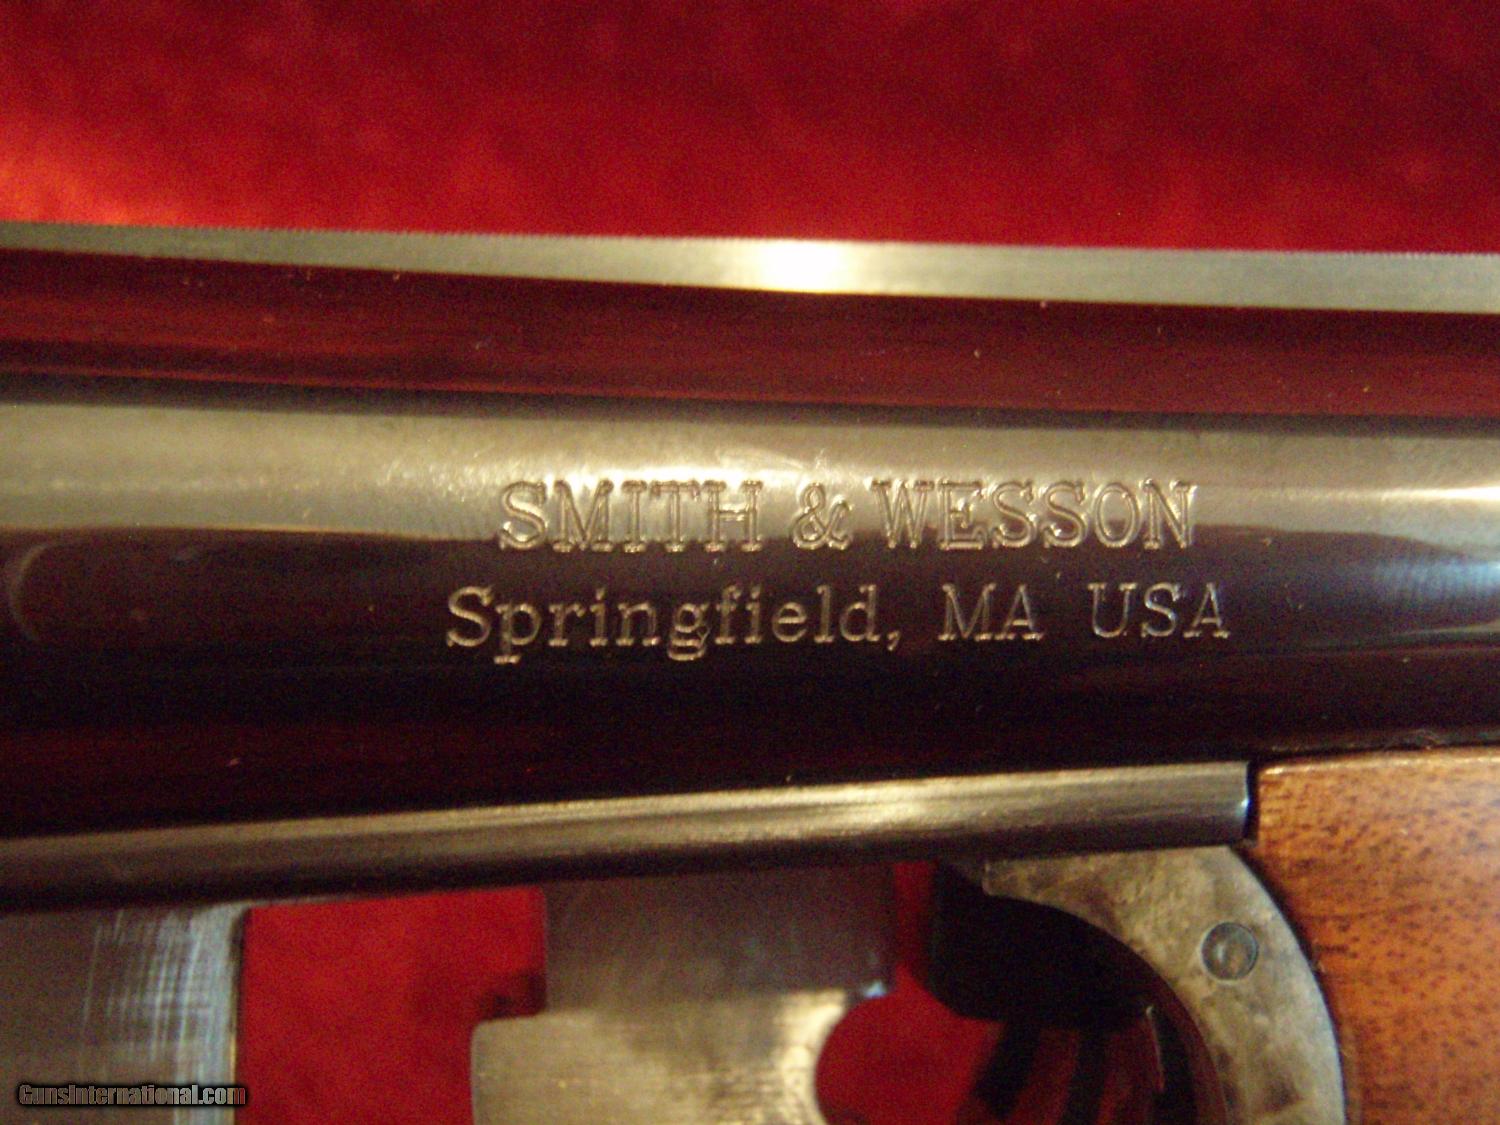 SMITH & WESSON
Springfield, MA USA
GunsInternational.com